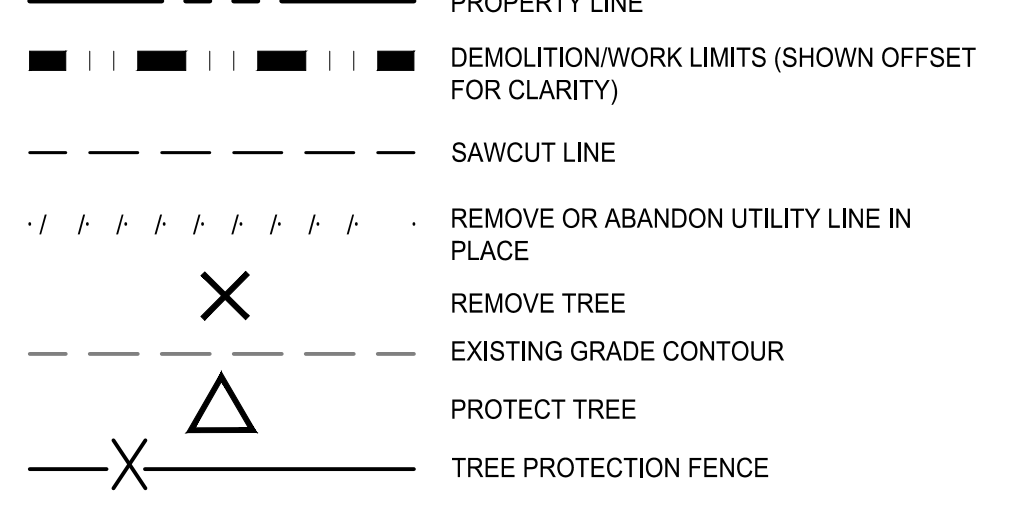 PROPERTY LINE
DEMOLITION/WORK LIMITS (SHOWN OFFSET
FOR CLARITY)
SAWCUT LINE
REMOVE OR ABANDON UTILITY LINE IN
PLACE
REMOVE TREE
EXISTING GRADE CONTOUR
PROTECT TREE
TREE PROTECTION FENCE